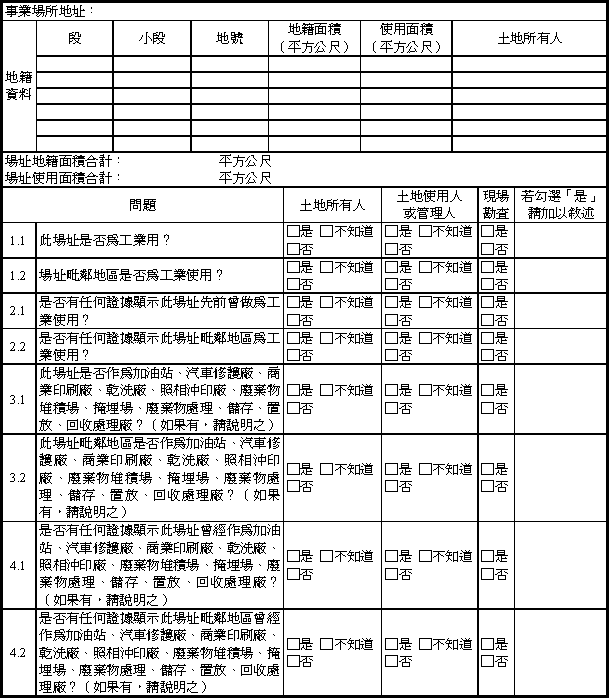 事業場所地址：
地籍
資料
段 小段 地號 地籍面積
（平方公尺） 使用面積
（平方公尺） 土地所有人
場址地籍面積合計： 平方公尺
場址使用面積合計： 平方公尺
問題 土地所有人 土地使用人
或管理人 現場
勘查 若勾選「是」
請加以敘述
1.1 此場址是否為工業用？ □是 □不知道
□否 □是 □不知道
□否 □是
□否
1.2 場址毗鄰地區是否為工業使用？ □是 □不知道
□否 □是 □不知道
□否 □是
□否
2.1 是否有任何證據顯示此場址先前曾做為工
業使用？ □是 □不知道
□否 □是 □不知道
□否 □是
□否
2.2 是否有任何證據顯示此場址毗鄰地區為工
業使用？ □是 □不知道
□否 □是 □不知道
□否 □是
□否
3.1 此場址是否作為加油站、汽車修護廠、商
業印刷廠、乾洗廠、照相沖印廠、廢棄物
堆積場、掩埋場、廢棄物處理、儲存、置
放、回收處理廠？（如果有，請說明之） □是 □不知道
□否 □是 □不知道
□否 □是
□否
3.2 此場址毗鄰地區是否作為加油站、汽車修
護廠、商業印刷廠、乾洗廠、照相沖印
廠、廢棄物堆積場、掩埋場、廢棄物處
理、儲存、置放、回收處理廠？（如果
有，請說明之） □是 □不知道
□否 □是 □不知道
□否 □是
□否
4.1 是否有任何證據顯示此場址曾經作為加油
站、汽車修護廠、商業印刷廠、乾洗廠、
照相沖印廠、廢棄物堆積場、掩埋場、廢
棄物處理、儲存、置放、回收處理廠？
（如果有，請說明之） □是 □不知道
□否 □是 □不知道
□否 □是
□否
4.2 是否有任何證據顯示此場址毗鄰地區曾經
作為加油站、汽車修護廠、商業印刷廠、
乾洗廠、照相沖印廠、廢棄物堆積場、掩
埋場、廢棄物處理、儲存、置放、回收處
理廠？（如果有，請說明之） □是 □不知道
□否 □是 □不知道
□否 □是
□否